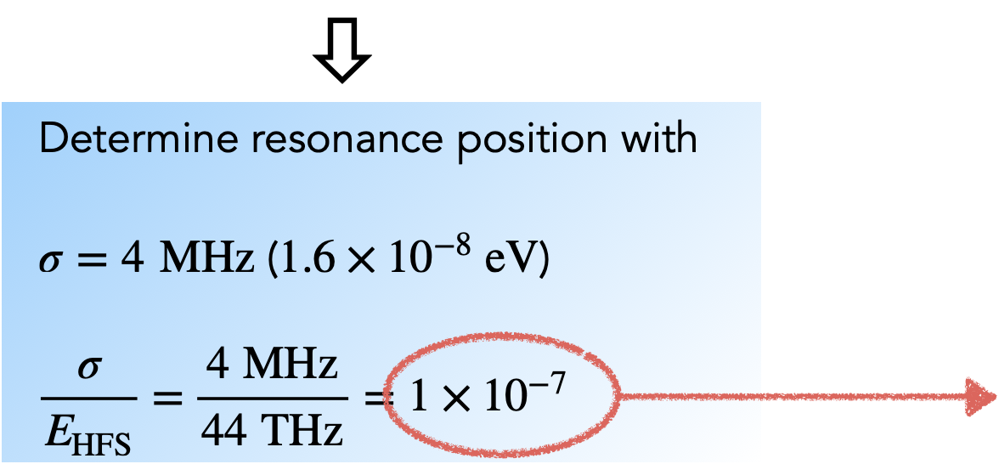 Determine resonance position with
σ = 4 MHz (1.6 × 10⁻⁸ eV)
σ/E_HFS = 4 MHz/44 THz = 1 × 10⁻⁷